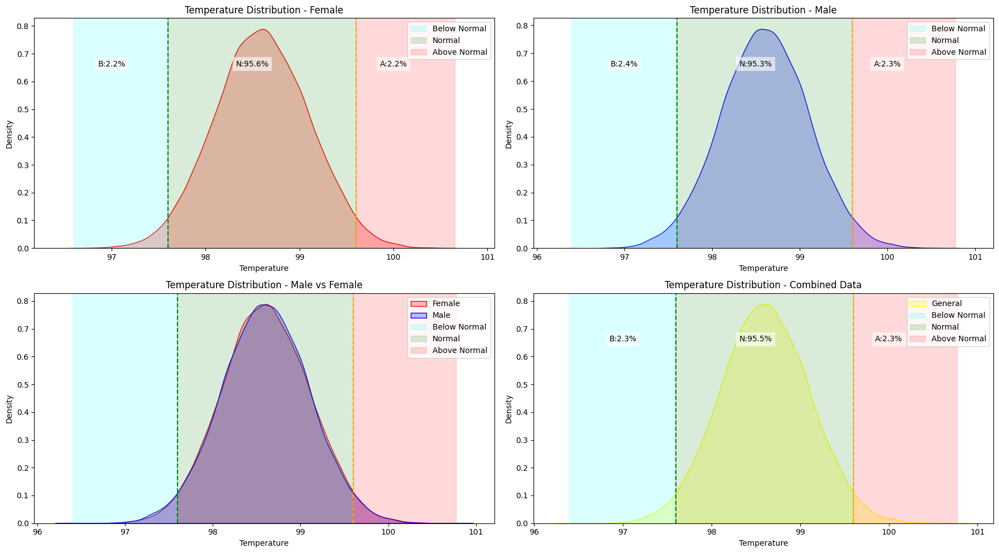 Temperature Distribution - Female
Density
0.8
0.7
0.6
0.5
0.4
0.3
0.2
0.1
0.0
B:2.2%
N:95.6%
A:2.2%
Below Normal
Normal
Above Normal
97
98
99
100
101
Temperature
Temperature Distribution - Male
Density
0.8
0.7
0.6
0.5
0.4
0.3
0.2
0.1
0.0
B:2.4%
N:95.3%
A:2.3%
Below Normal
Normal
Above Normal
96
97
98
99
100
101
Temperature
Temperature Distribution - Male vs Female
Density
0.8
0.7
0.6
0.5
0.4
0.3
0.2
0.1
0.0
Female
Male
Below Normal
Normal
Above Normal
96
97
98
99
100
101
Temperature
Temperature Distribution - Combined Data
Density
0.8
0.7
0.6
0.5
0.4
0.3
0.2
0.1
0.0
B:2.3%
N:95.5%
A:2.3%
General
Below Normal
Normal
Above Normal
96
97
98
99
100
101
Temperature